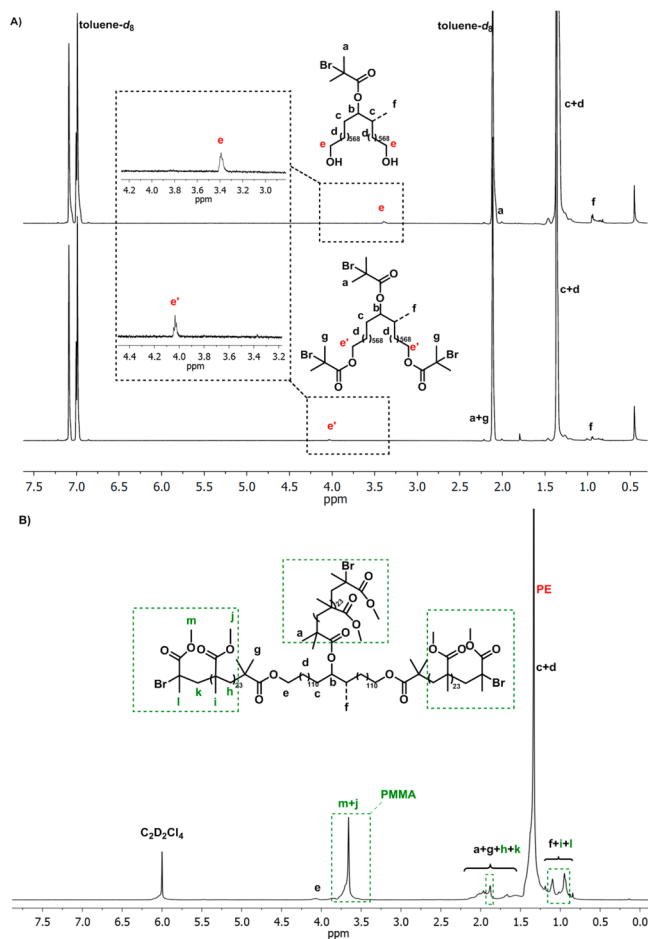 A)
toluene-d8
toluene-d8
a
Br
O
O
b
c
c
f
d
568
d
568
e
OH
e
OH
e
4.2 4.0 3.8 3.6 3.4 3.2 3.0
ppm
c+d
e
a
f
Br
a
O
O
b
c
f
d
d
568
568
g
e'
e'
g
Br
O
O
O
O
Br
e'
4.4 4.2 4.0 3.8 3.6 3.4 3.2
ppm
c+d
e'
a+g
f
7.5 7.0 6.5 6.0 5.5 5.0 4.5 4.0 3.5 3.0 2.5 2.0 1.5 1.0 0.5
ppm
B)
Br
O
O
23
O
O
a
O
O
m
j
O
O
O
O
g
d
Br
k
h
23
O
O
e
110
c
b
110
O
O
23
Br
O
O
O
O
l
i
f
PE
c+d
m+j
PMMA
C2D2Cl4
e
a+g+h+k
f+i+l
7.5 7.0 6.5 6.0 5.5 5.0 4.5 4.0 3.5 3.0 2.5 2.0 1.5 1.0 0.5 0.0
ppm